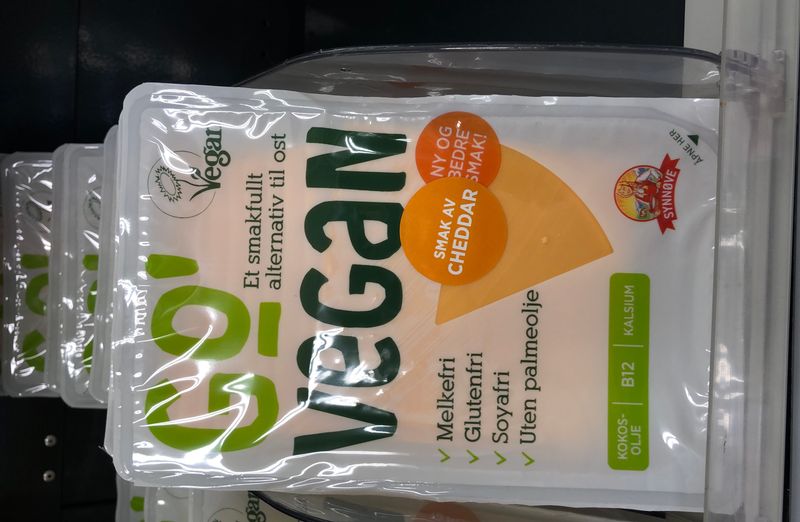 Vegan
GO'
Et smakfullt
alternativ til ost
VEGAN
NY OG
BEDRE
SMAK!
SMAK AV
CHEDDAR
ÅPNE HER
SYNNØVE
Melkefri
Glutenfri
Soyafri
Uten palmeolje
KOKOS-
OLJE
B12
KALSIUM